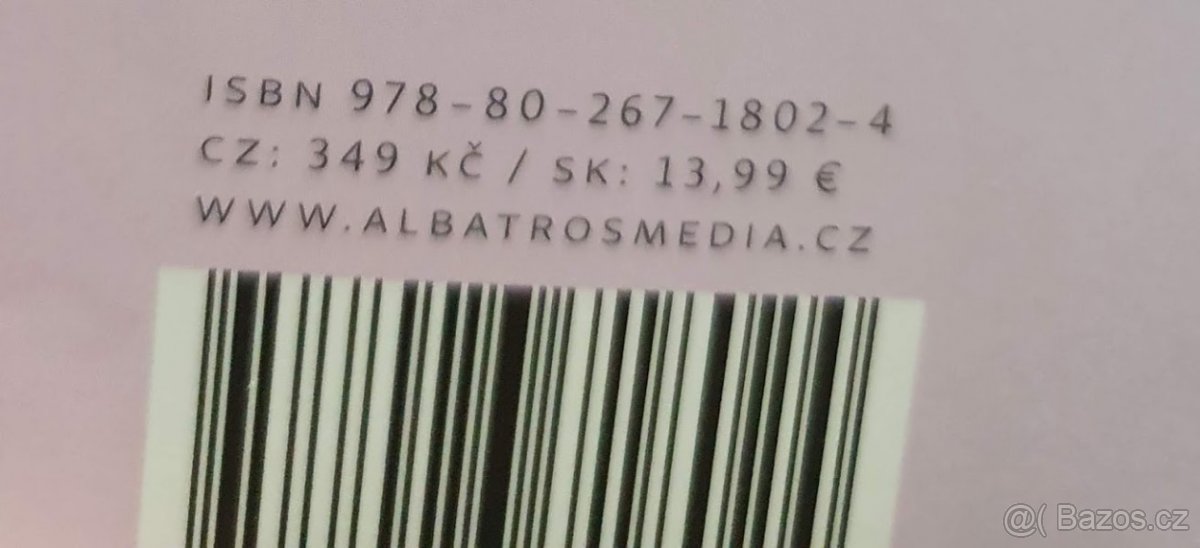 ISBN 978-80-267-1802-4
CZ: 349 KČ / SK: 13,99 €
WWW.ALBATROSMEDIA.CZ
@( Bazos.cz